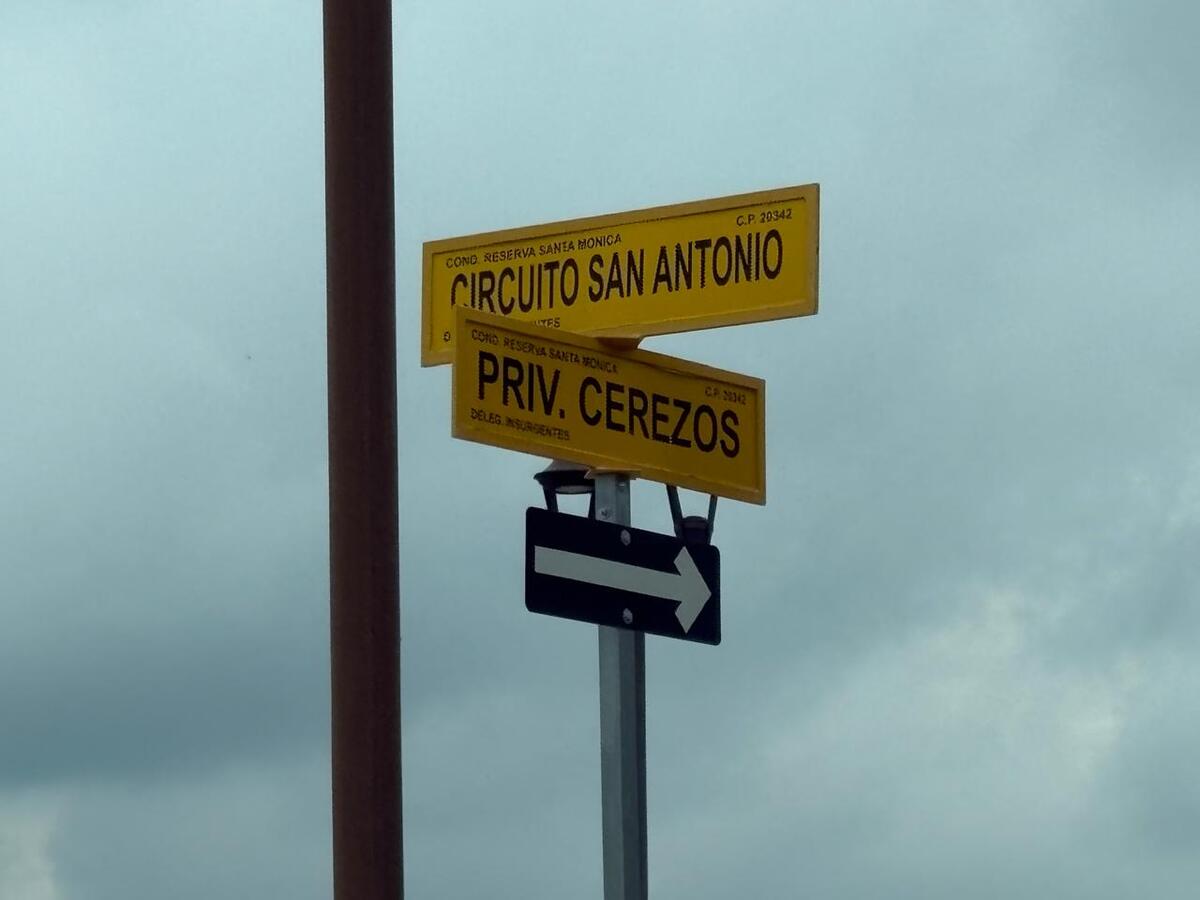 COND. RESERVA SANTA MONICA
C.P. 20342
CIRCUITO SAN ANTONIO
COND. RESERVA SANTA MONICA
C.P. 20342
PRIV. CEREZOS
DELEG. INSURGENTES